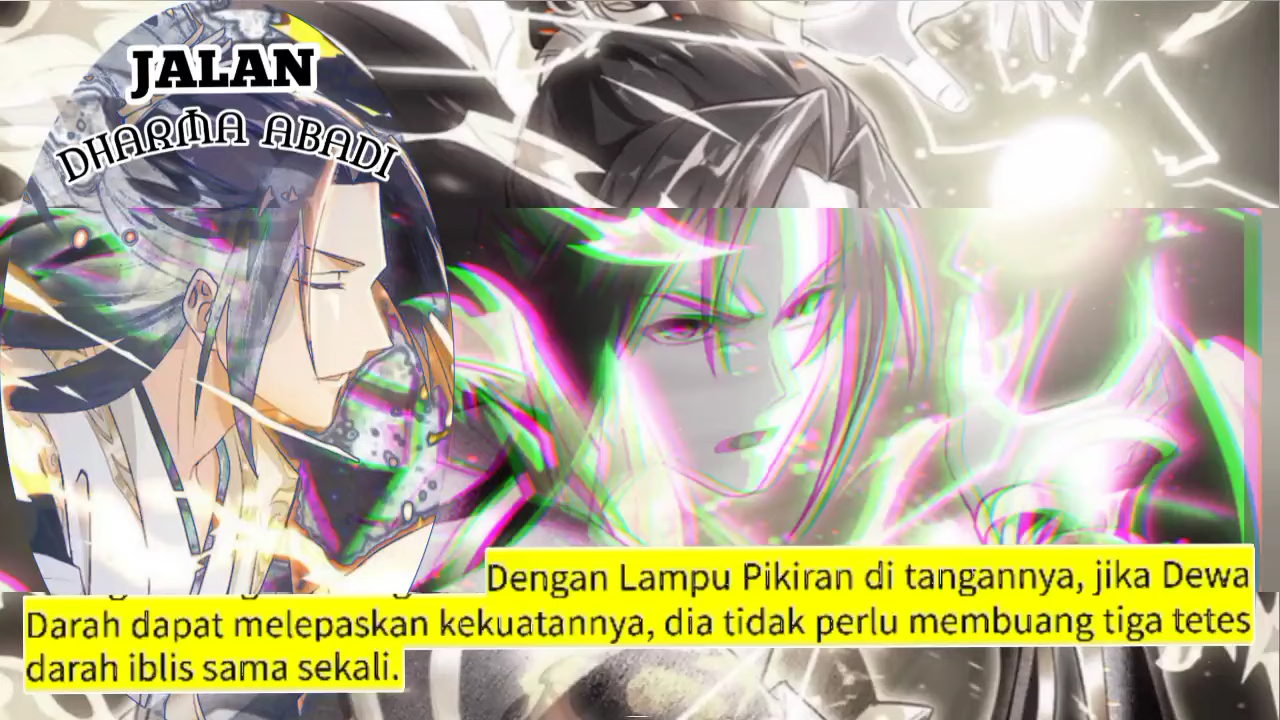 JALAN
DHARMA ABADI
Dengan Lampu Pikiran di tangannya, jika Dewa
Darah dapat melepaskan kekuatannya, dia tidak perlu membuang tiga tetes
darah iblis sama sekali.